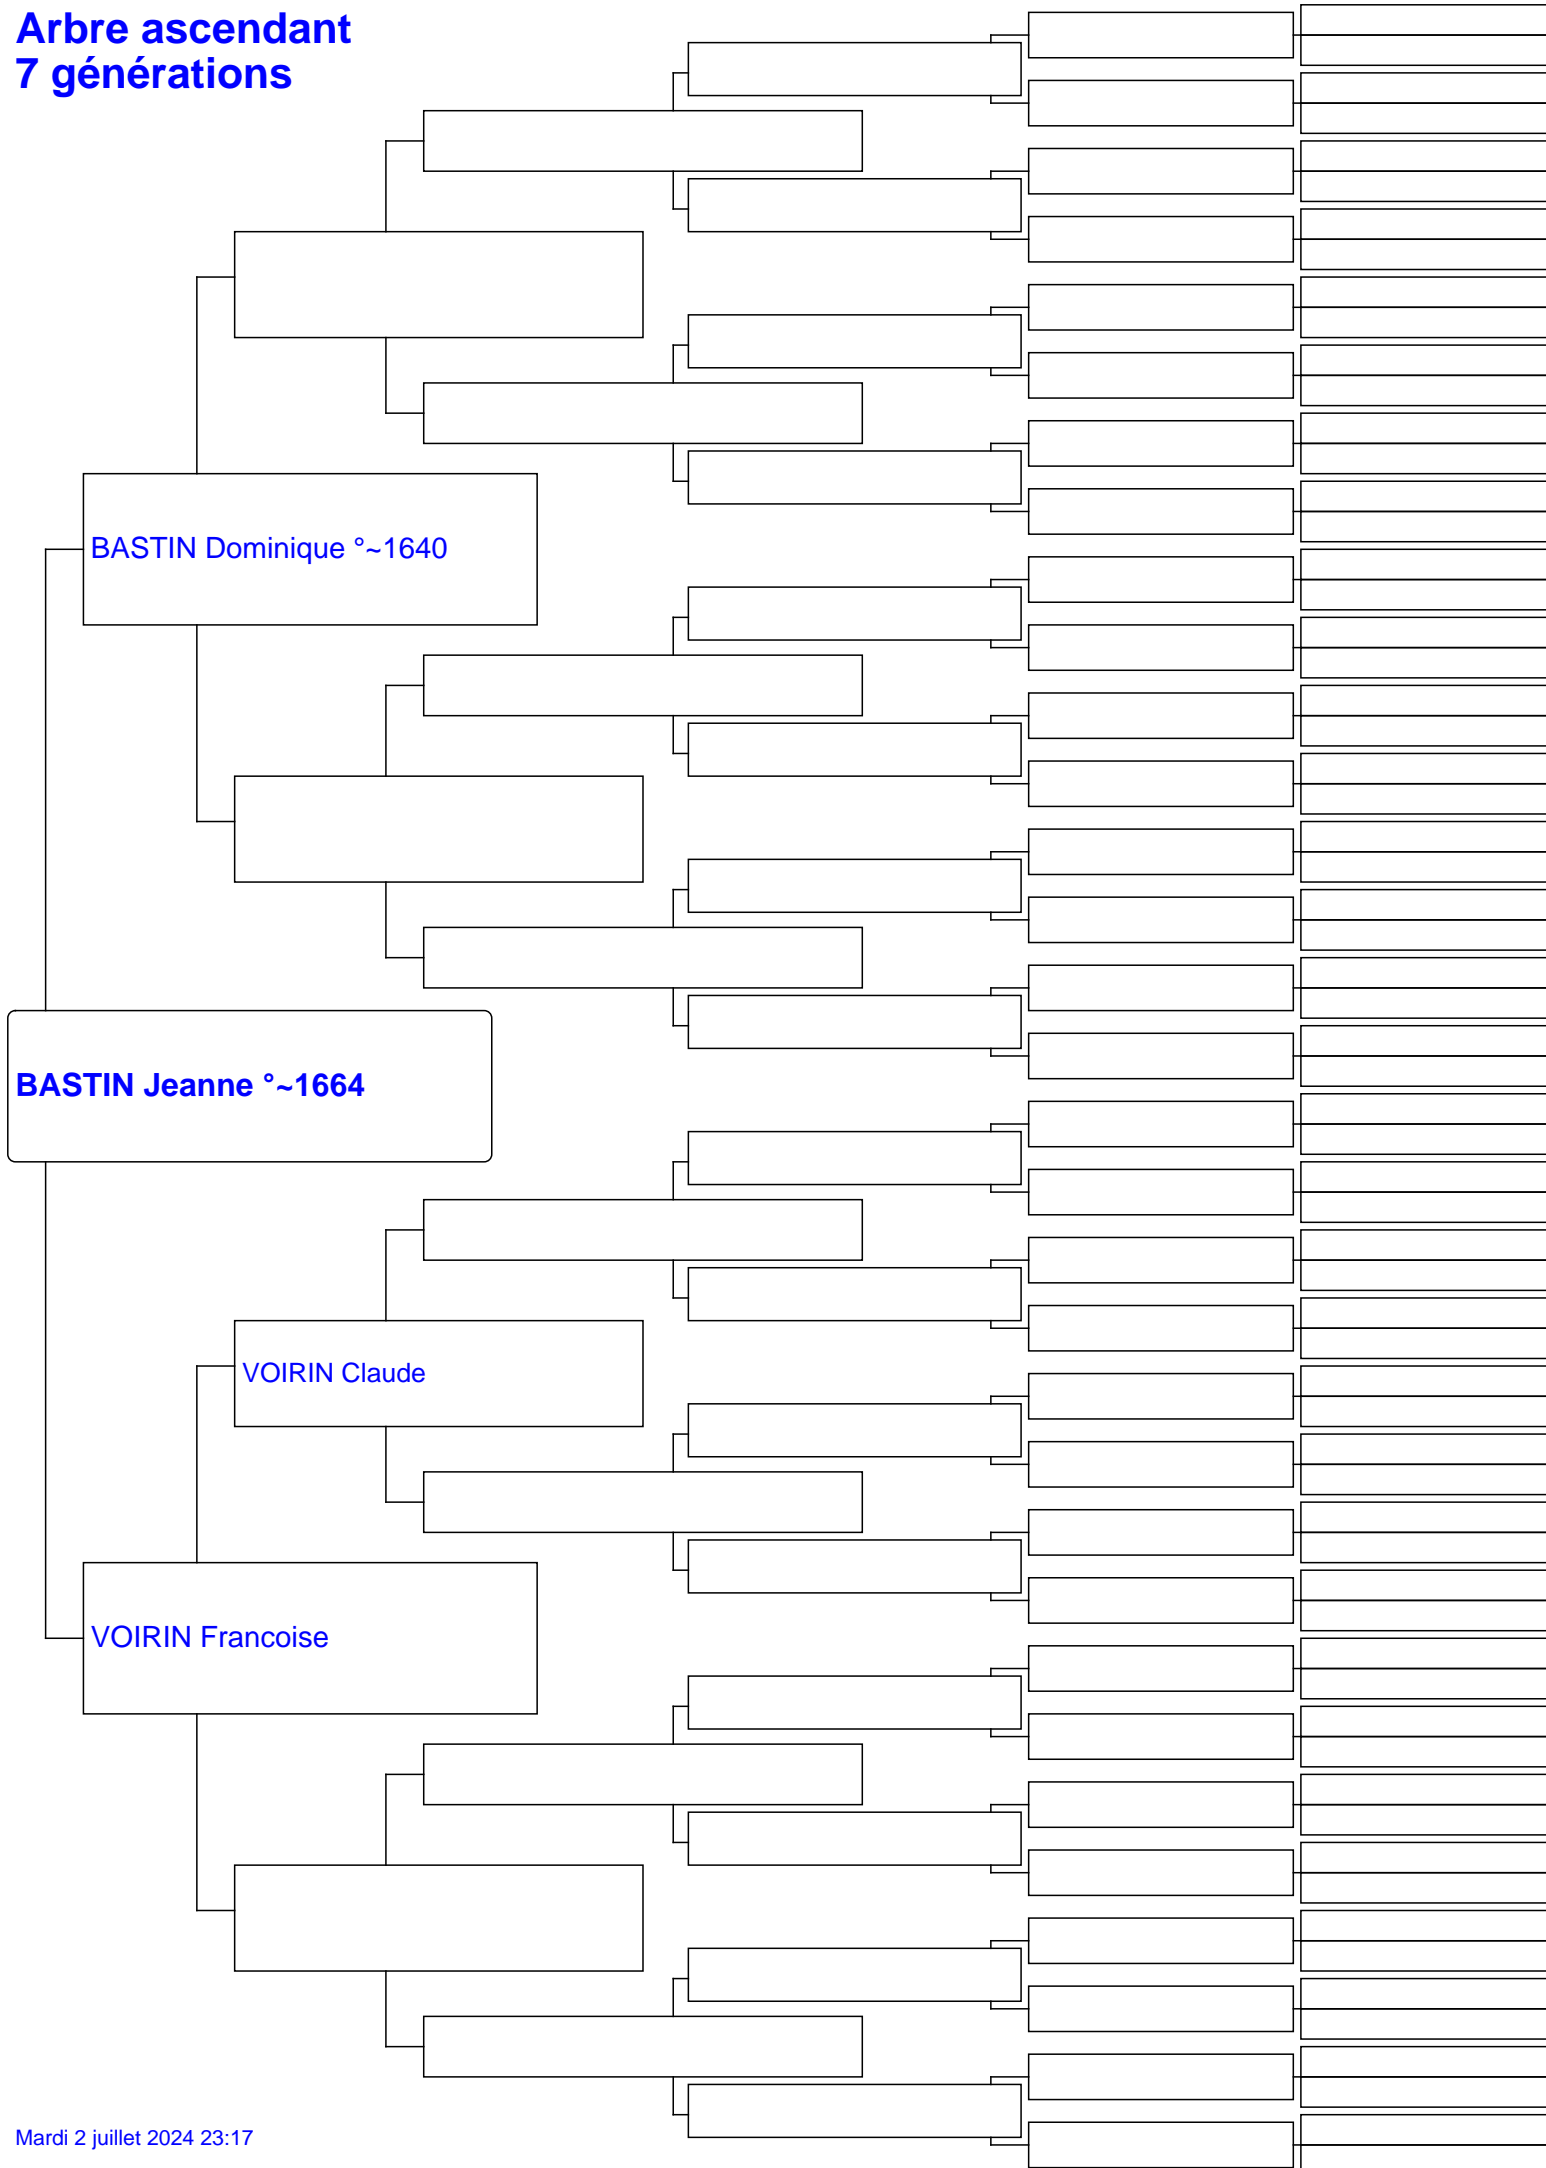 Arbre ascendant
7 générations
BASTIN Dominique °~1640
BASTIN Jeanne °~1664
VOIRIN Claude
VOIRIN Francoise
Mardi 2 juillet 2024 23:17